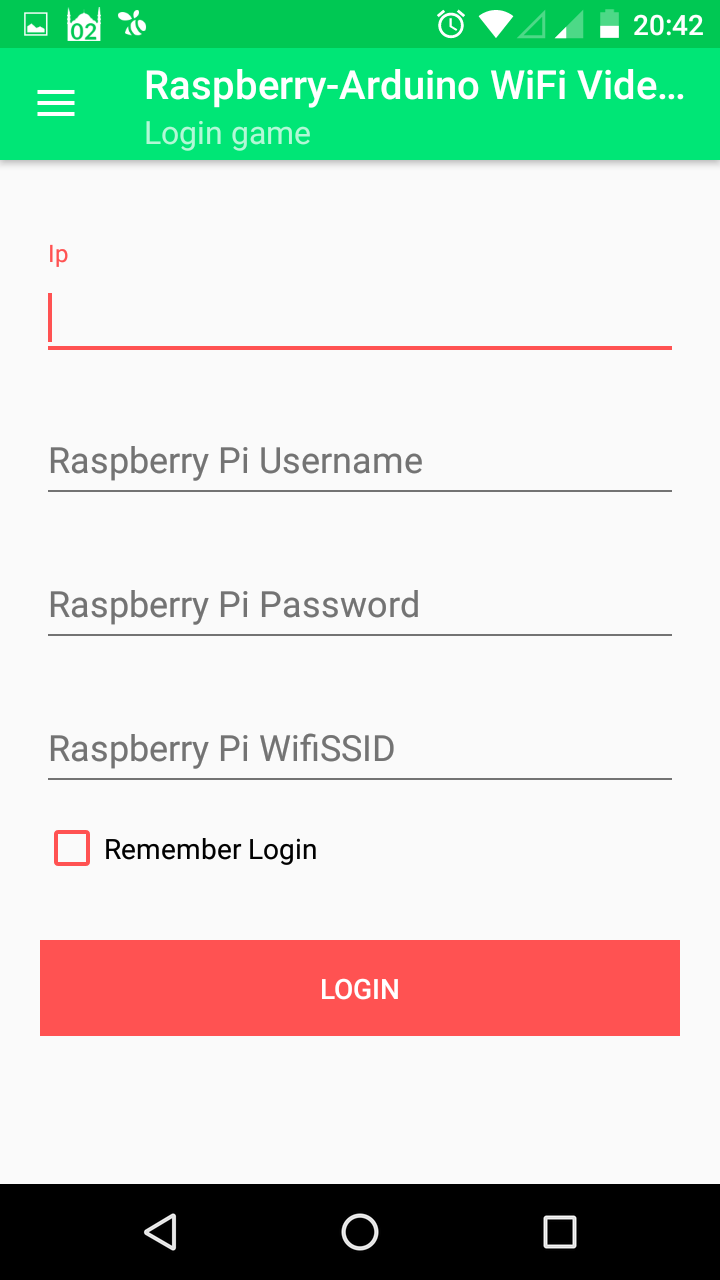 02
20:42
Raspberry-Arduino WiFi Vide...
Login game
Ip
Raspberry Pi Username
Raspberry Pi Password
Raspberry Pi WifiSSID
Remember Login
LOGIN